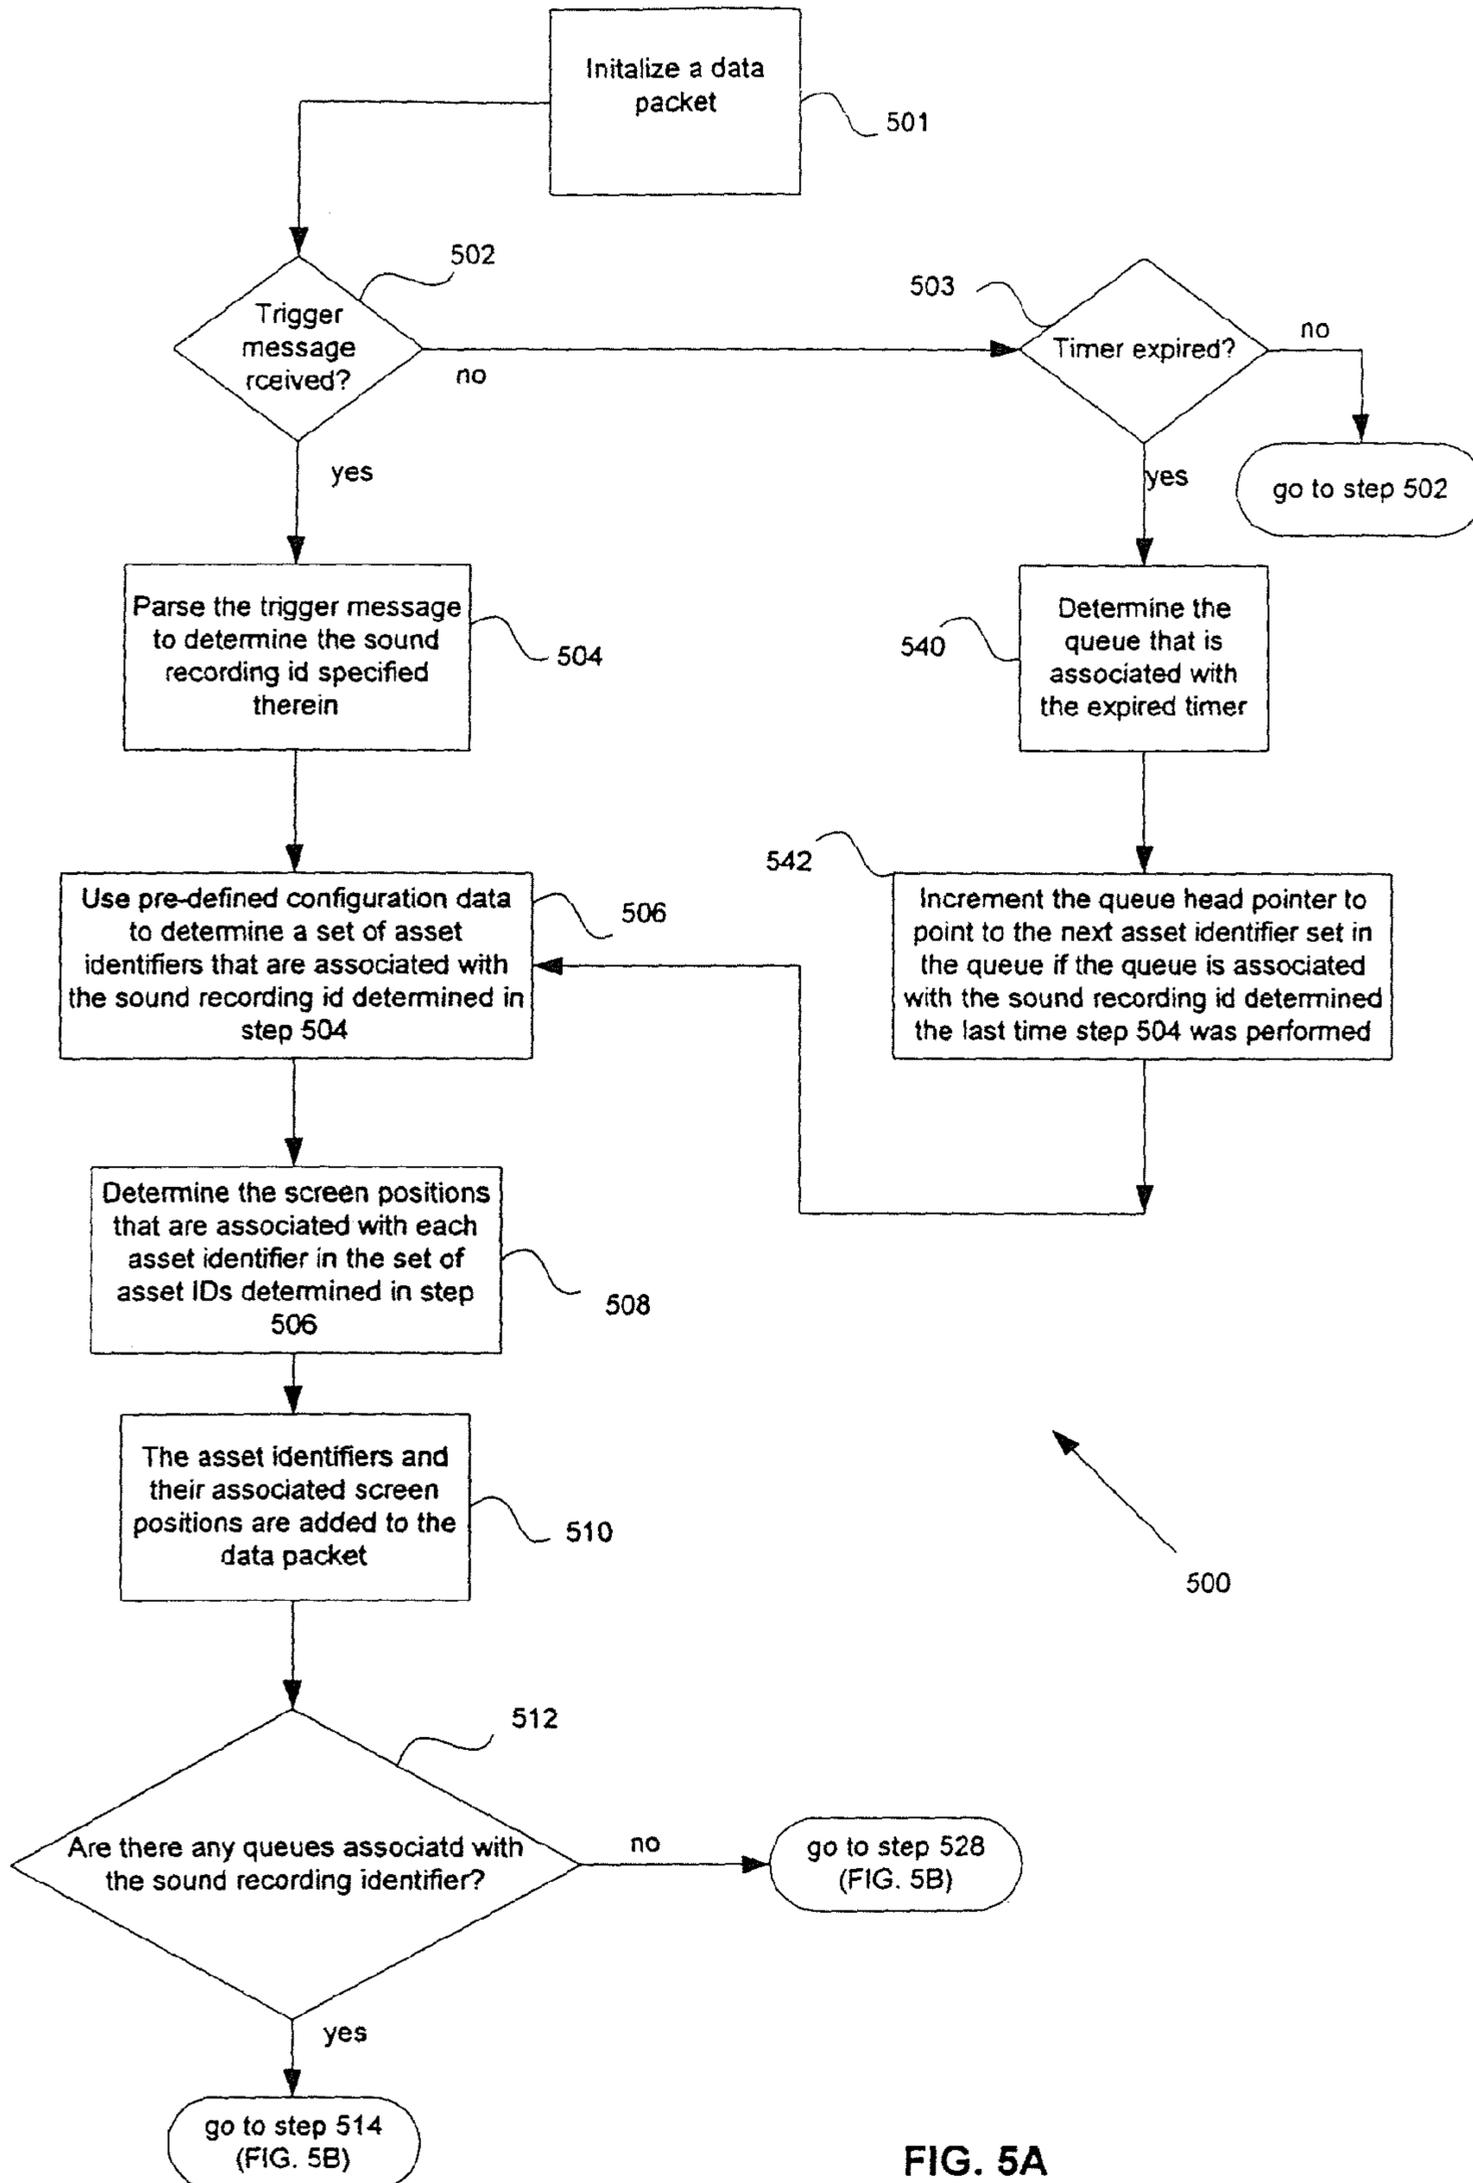 Initalize a data
packet
501
502
Trigger
message
rceived?
no
yes
503
Timer expired?
no
go to step 502
yes
Parse the trigger message
to determine the sound
recording id specified
therein
504
540
Determine the
queue that is
associated with
the expired timer
Use pre-defined configuration data
to determine a set of asset
identifiers that are associated with
the sound recording id determined in
step 504
506
542
Increment the queue head pointer to
point to the next asset identifier set in
the queue if the queue is associated
with the sound recording id determined
the last time step 504 was performed
Determine the screen positions
that are associated with each
asset identifier in the set of
asset IDs determined in step
506
508
The asset identifiers and
their associated screen
positions are added to the
data packet
510
500
512
Are there any queues associatd with
the sound recording identifier?
no
go to step 528
(FIG. 5B)
yes
go to step 514
(FIG. 5B)
FIG. 5A